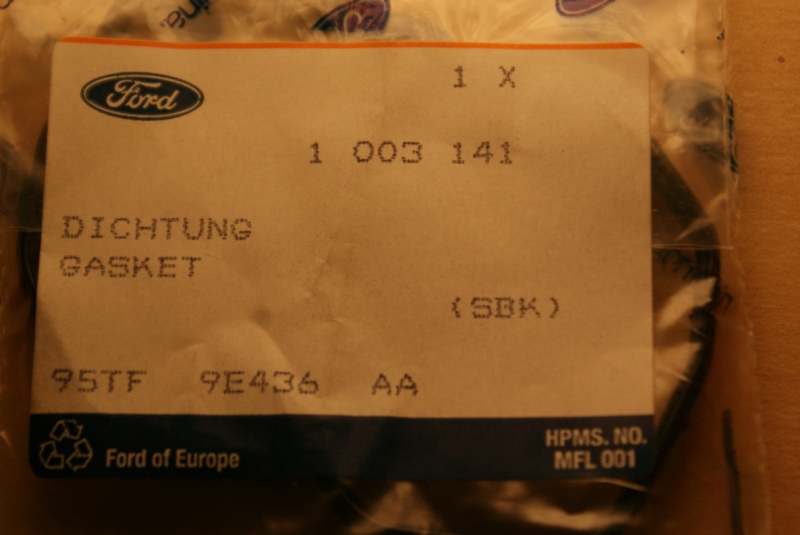 Ford
1 X
1 003 141
DICHTUNG
GASKET
(SBK)
95TF 9E436 AA
Ford of Europe
HPMS. NO.
MFL 001